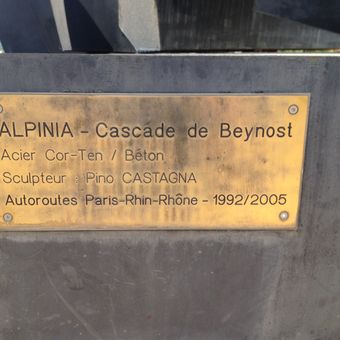 ALPINIA - Cascade de Beynost
Acier Cor-Ten / Béton
Sculpteur : Pino CASTAGNA
Autoroutes Paris-Rhin-Rhône - 1992/2005